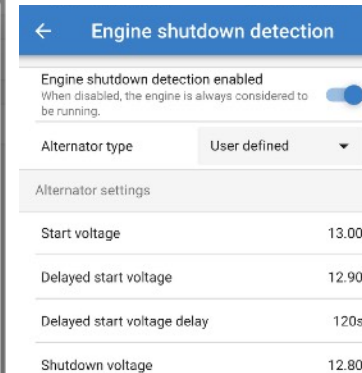 Engine shutdown detection
Engine shutdown detection enabled
When disabled, the engine is always considered to
be running.
Alternator type User defined
Alternator settings
Start voltage 13.00
Delayed start voltage 12.90
Delayed start voltage delay 120s
Shutdown voltage 12.80